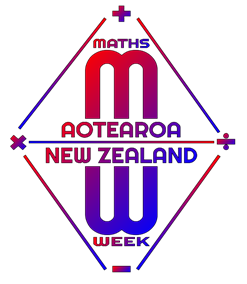 +
MATHS
M
AOTEAROA
× ÷
NEW ZEALAND
W
WEEK
−